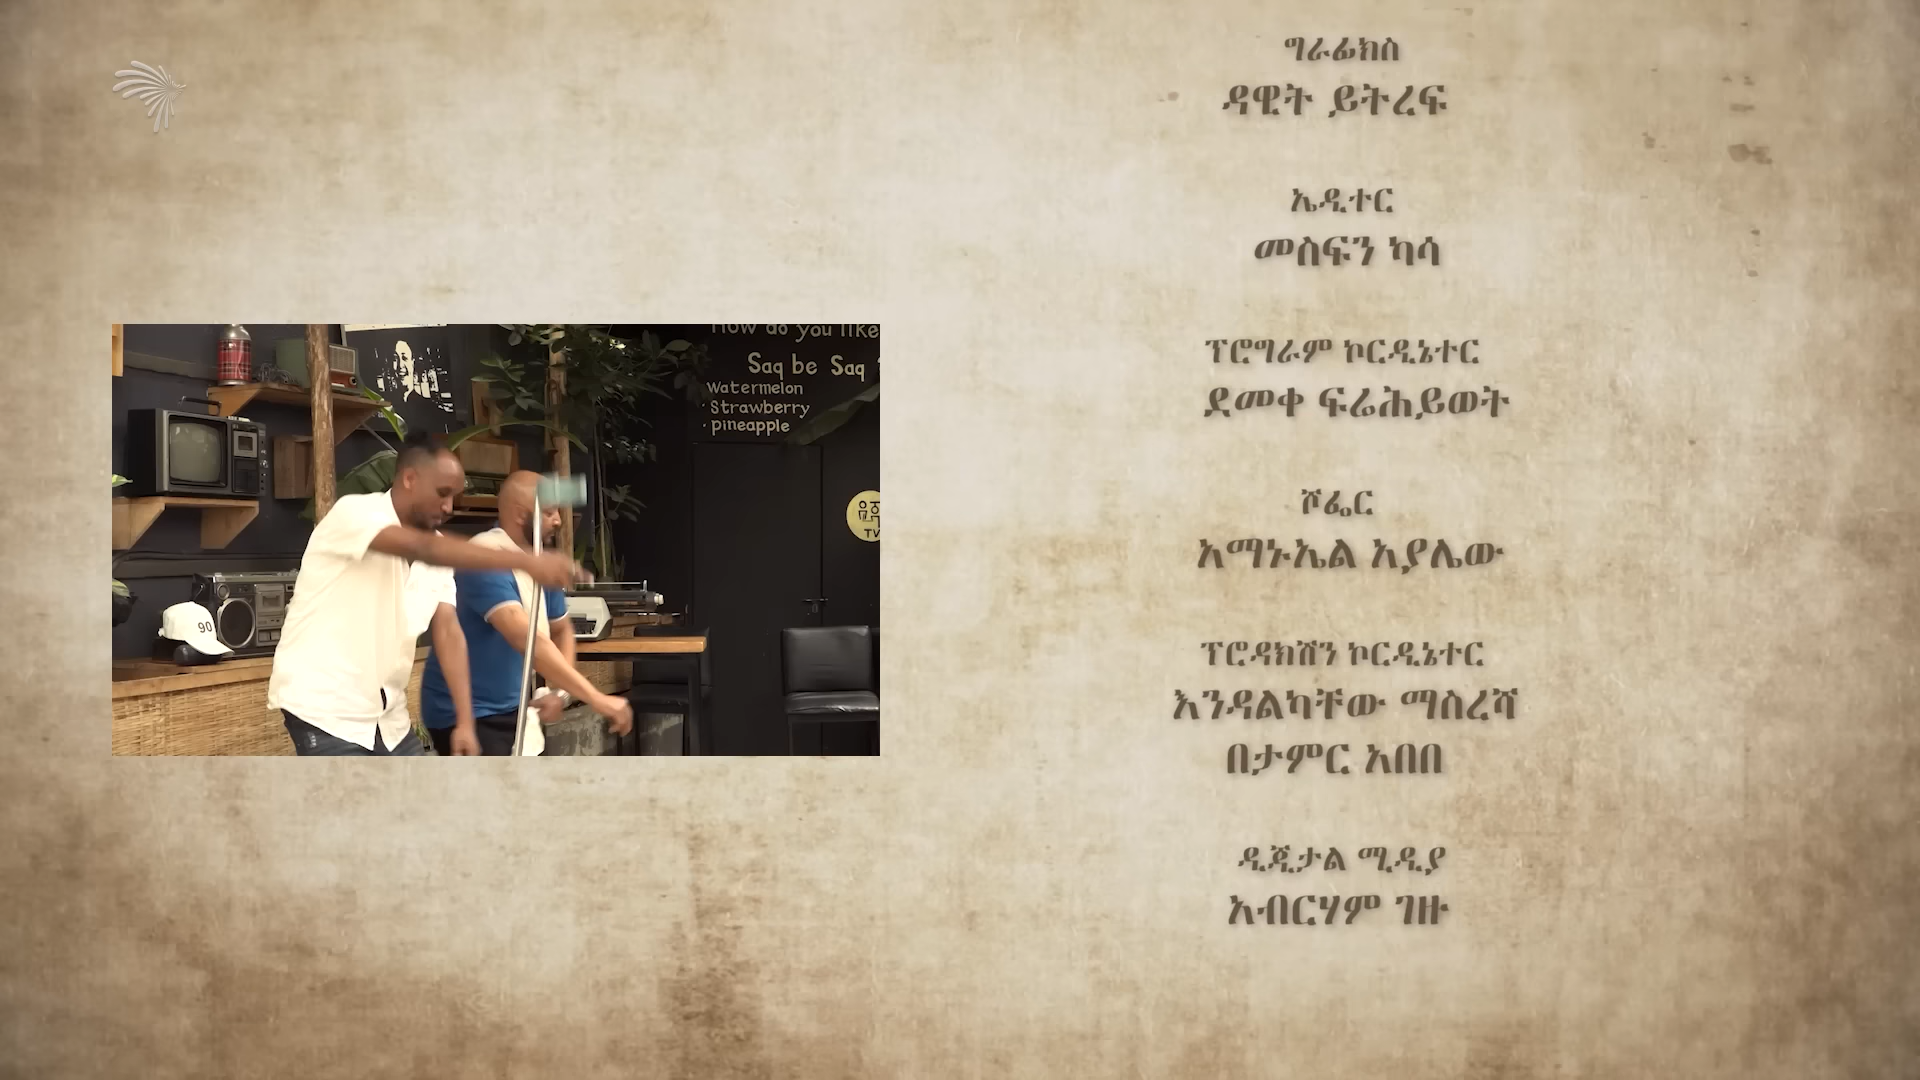 How do you like
Saq be Saq
Watermelon
· Strawberry
· pineapple
90
TV
ግራፊክስ
ዳዊት ይትረፍ
ኤዲተር
መስፍን ካሳ
ፕሮግራም ኮርዲኔተር
ደመቀ ፍሬሕይወት
ሾፌር
አማኑኤል አያሌው
ፕሮዳክሽን ኮርዲኔተር
እንዳልካቸው ማስረሻ
በታምር አበበ
ዲጂታል ሚዲያ
አብርሃም ገዙ